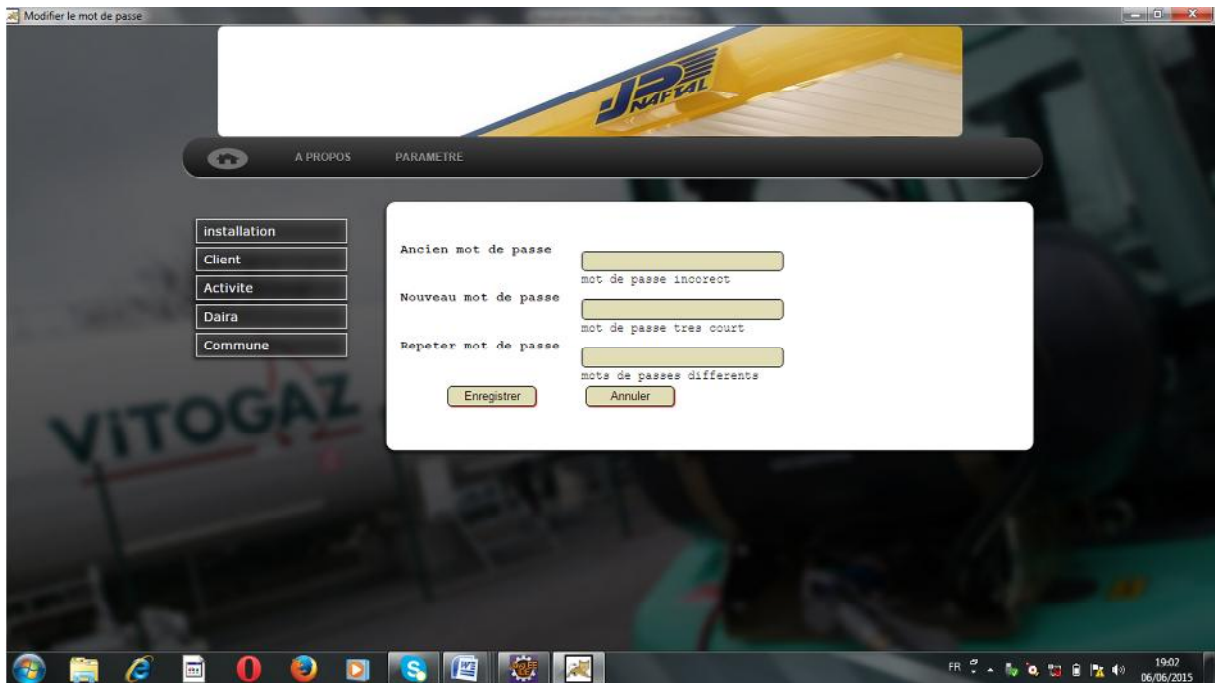 Modifier le mot de passe
NAFTAL
A PROPOS
PARAMETRE
installation
Client
Activite
Daira
Commune
Ancien mot de passe
mot de passe incorect
Nouveau mot de passe
mot de passe tres court
Repeter mot de passe
mots de passes differents
Enregistrer
Annuler
VITOGAZ
FR
19:02
06/06/2015